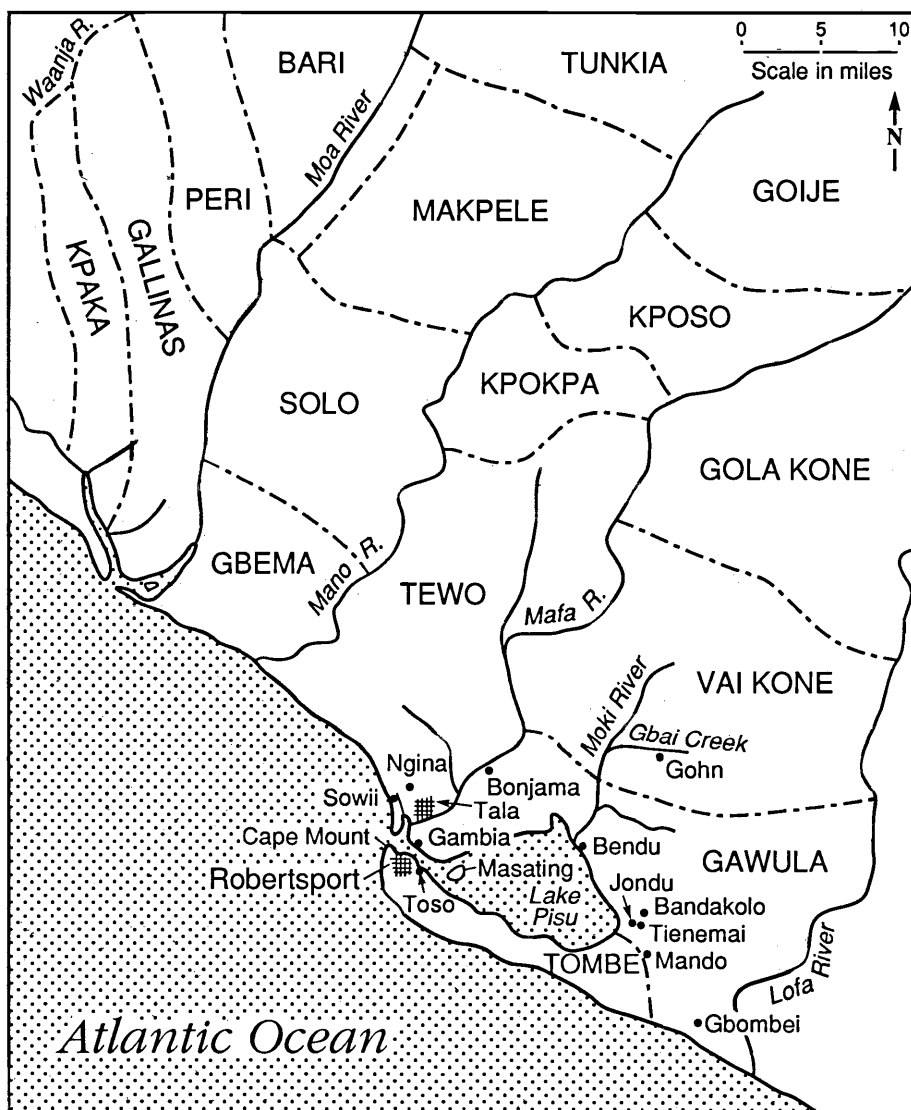 0 5 10
Scale in miles
N
Waanja R.
BARI
TUNKIA
Moa River
PERI
MAKPELE
GOIJE
KPAKA
GALLINAS
KPOSO
KPOKPA
SOLO
GOLA KONE
GBEMA
Mano R.
TEWO
Mafa R.
VAI KONE
Moki River
Gbai Creek
Gohn
Ngina
Bonjama
Sowii
Tala
Cape Mount
Gambia
Bendu
GAWULA
Robertsport
Masating
Jondu
Toso
Lake
Pisu
Bandakolo
Tienemai
TOMBE
Mando
Lofa River
Gbombei
Atlantic Ocean